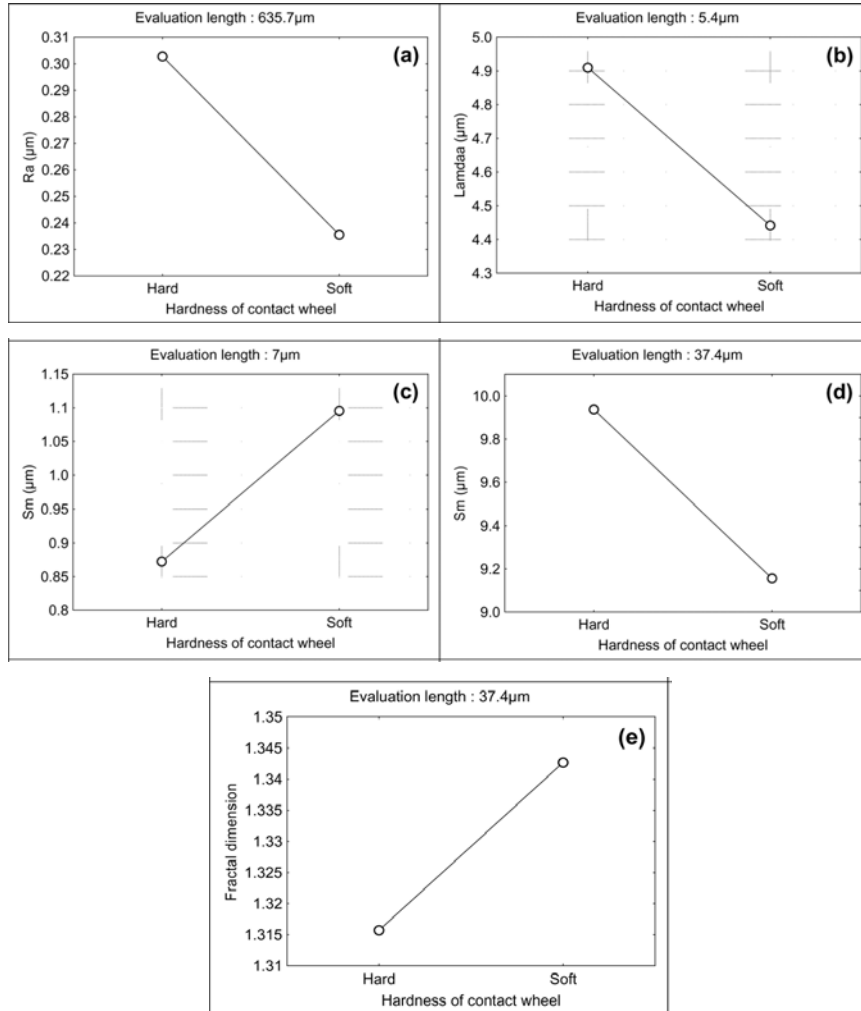 Evaluation length : 635.7µm
(a)
Ra (µm)
0.31
0.30
0.29
0.28
0.27
0.26
0.25
0.24
0.23
0.22
Hard Soft
Hardness of contact wheel
Evaluation length : 5.4µm
(b)
Lamdaa (µm)
5.0
4.9
4.8
4.7
4.6
4.5
4.4
4.3
Hard Soft
Hardness of contact wheel
Evaluation length : 7µm
(c)
Sm (µm)
1.15
1.1
1.05
1.0
0.95
0.9
0.85
0.8
Hard Soft
Hardness of contact wheel
Evaluation length : 37.4µm
(d)
Sm (µm)
10.0
9.8
9.6
9.4
9.2
9.0
Hard Soft
Hardness of contact wheel
Evaluation length : 37.4µm
(e)
Fractal dimension
1.35
1.345
1.34
1.335
1.33
1.325
1.32
1.315
1.31
Hard Soft
Hardness of contact wheel